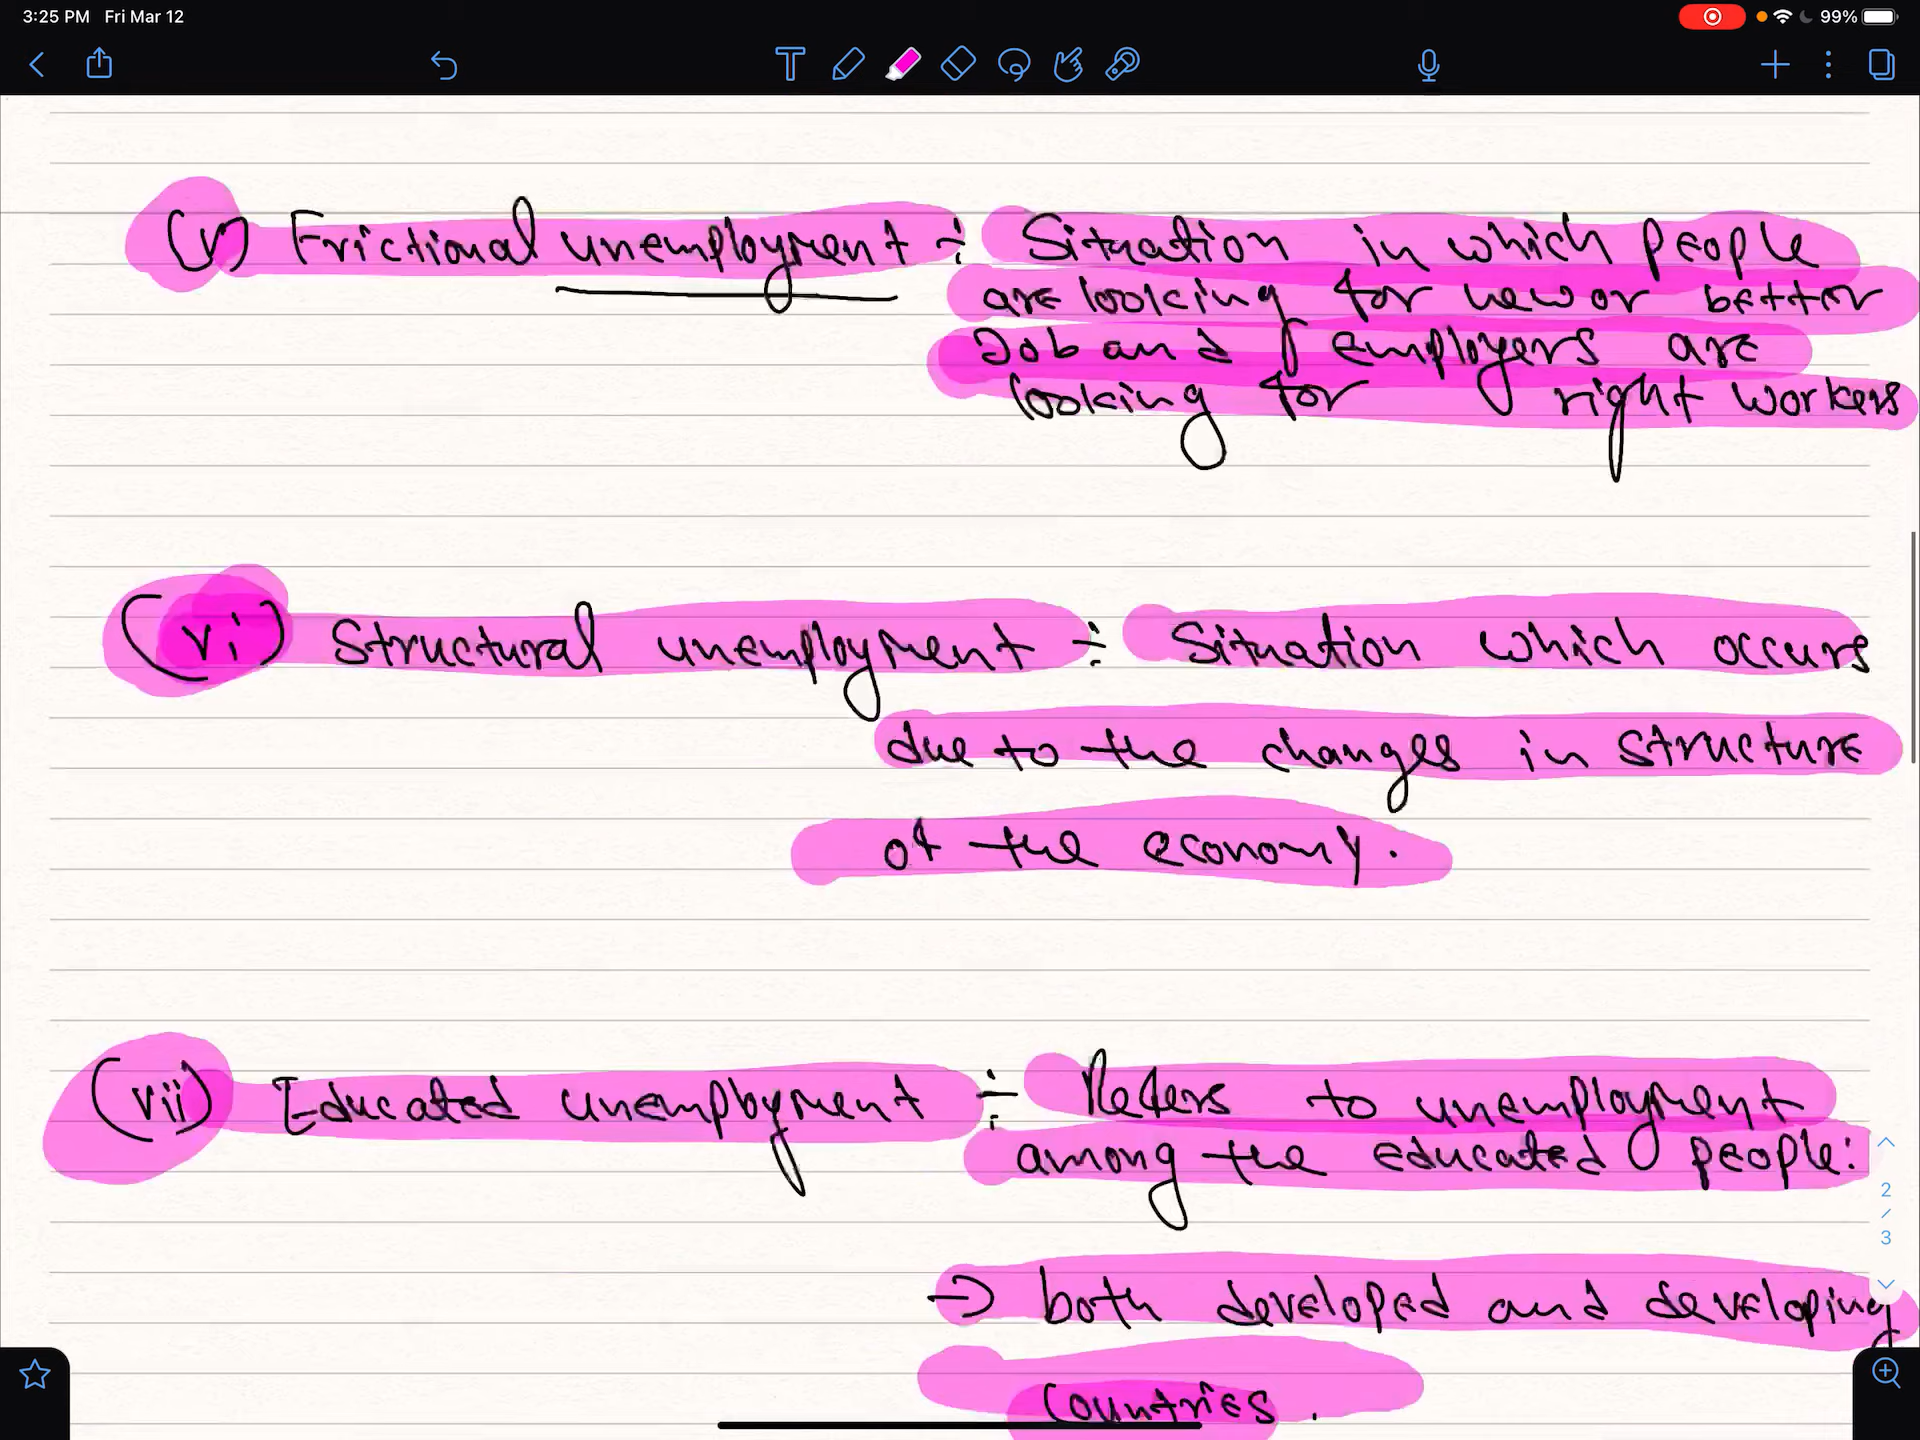 3:25 PM Fri Mar 12
99%
(v) Frictional unemployment ÷ Situation in which people
are looking for new or better
Job and employers are
looking for right workers
(vi) Structural unemployment ÷ Situation which occurs
due to the changes in structure
of the economy.
(vii) Educated unemployment ÷ Refers to unemployment
among the educated people:
2
/
3
→ both developed and developing
countries.